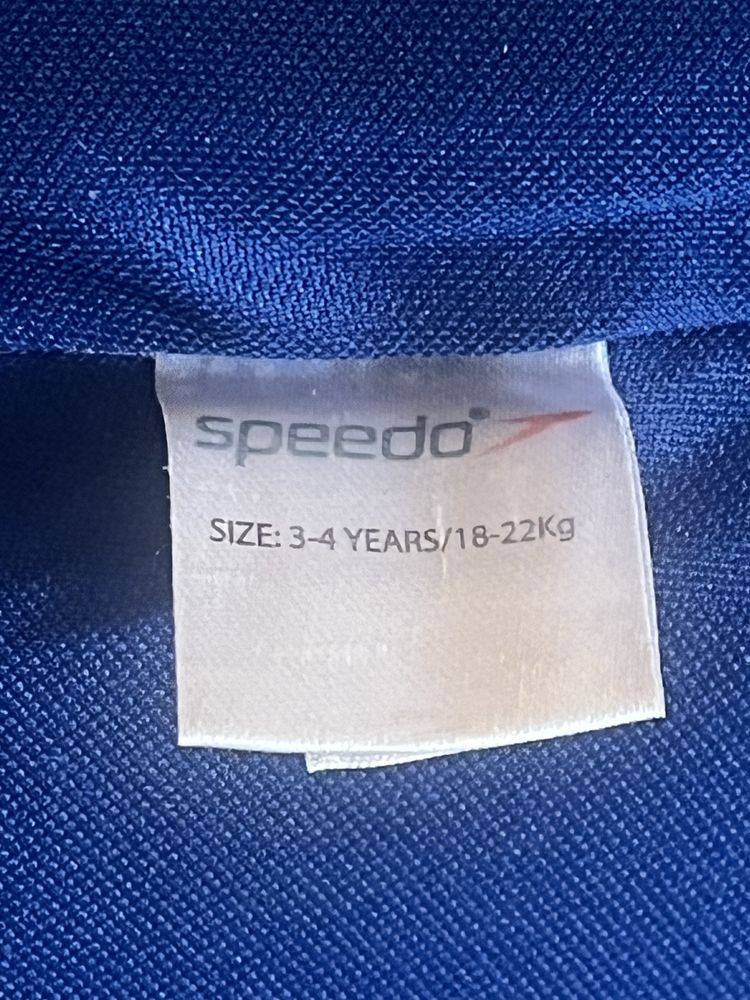 speedo
SIZE: 3-4 YEARS/18-22Kg